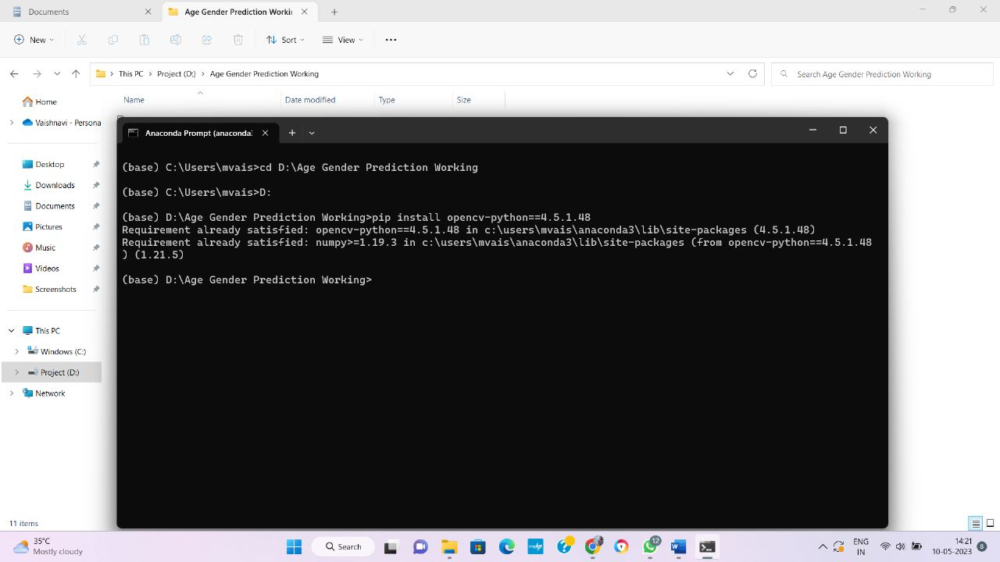 Documents
Age Gender Prediction Workin
New
Sort
View
This PC
Project (D:)
Age Gender Prediction Working
Search Age Gender Prediction Working
Home
Name
Date modified
Type
Size
Vaishnavi - Persona
Anaconda Prompt (anaconda3
Desktop
Downloads
Documents
Pictures
Music
Videos
Screenshots
This PC
Windows (C:)
Project (D:)
Network
(base) C:\Users\mvais>cd D:\Age Gender Prediction Working
(base) C:\Users\mvais>D:
(base) D:\Age Gender Prediction Working>pip install opencv-python==4.5.1.48
Requirement already satisfied: opencv-python==4.5.1.48 in c:\users\mvais\anaconda3\lib\site-packages (4.5.1.48)
Requirement already satisfied: numpy>=1.19.3 in c:\users\mvais\anaconda3\lib\site-packages (from opencv-python==4.5.1.48
) (1.21.5)
(base) D:\Age Gender Prediction Working>
11 items
35°C
Mostly cloudy
Search
myhp
12
ENG
IN
14:21
10-05-2023
8